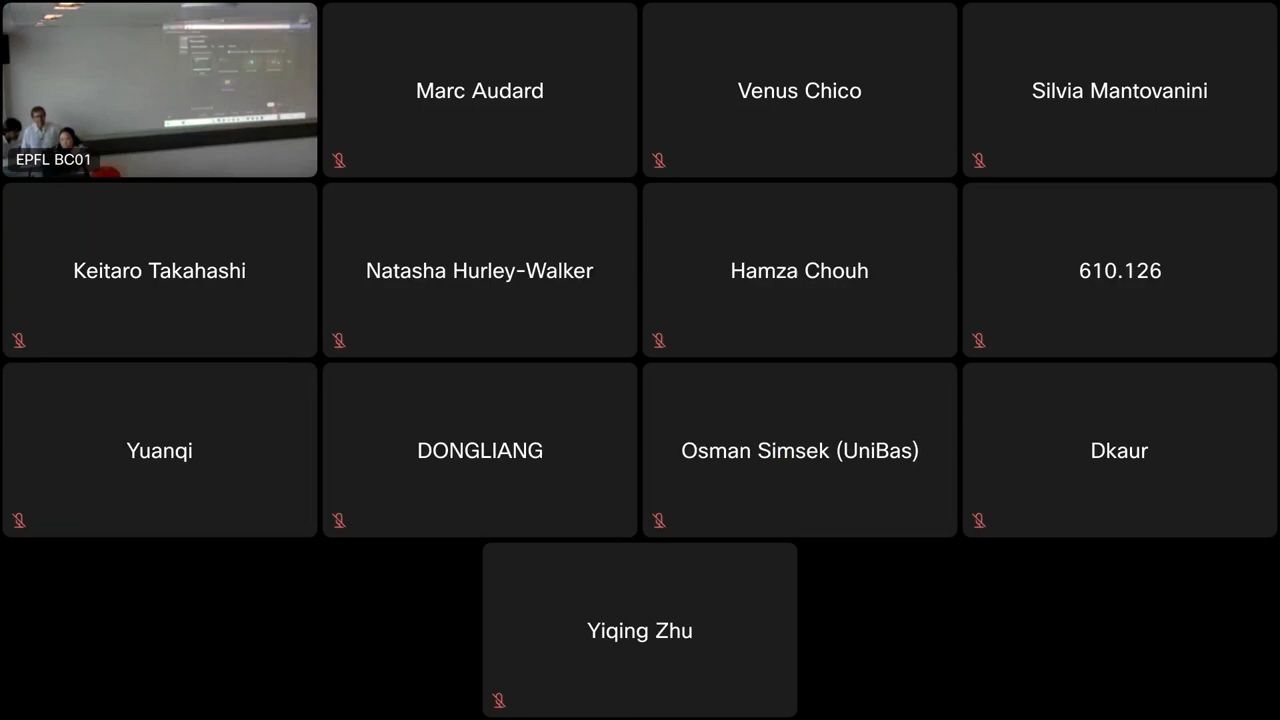 EPFL BC01
Marc Audard
Venus Chico
Silvia Mantovanini
Keitaro Takahashi
Natasha Hurley-Walker
Hamza Chouh
610.126
Yuanqi
DONGLIANG
Osman Simsek (UniBas)
Dkaur
Yiqing Zhu